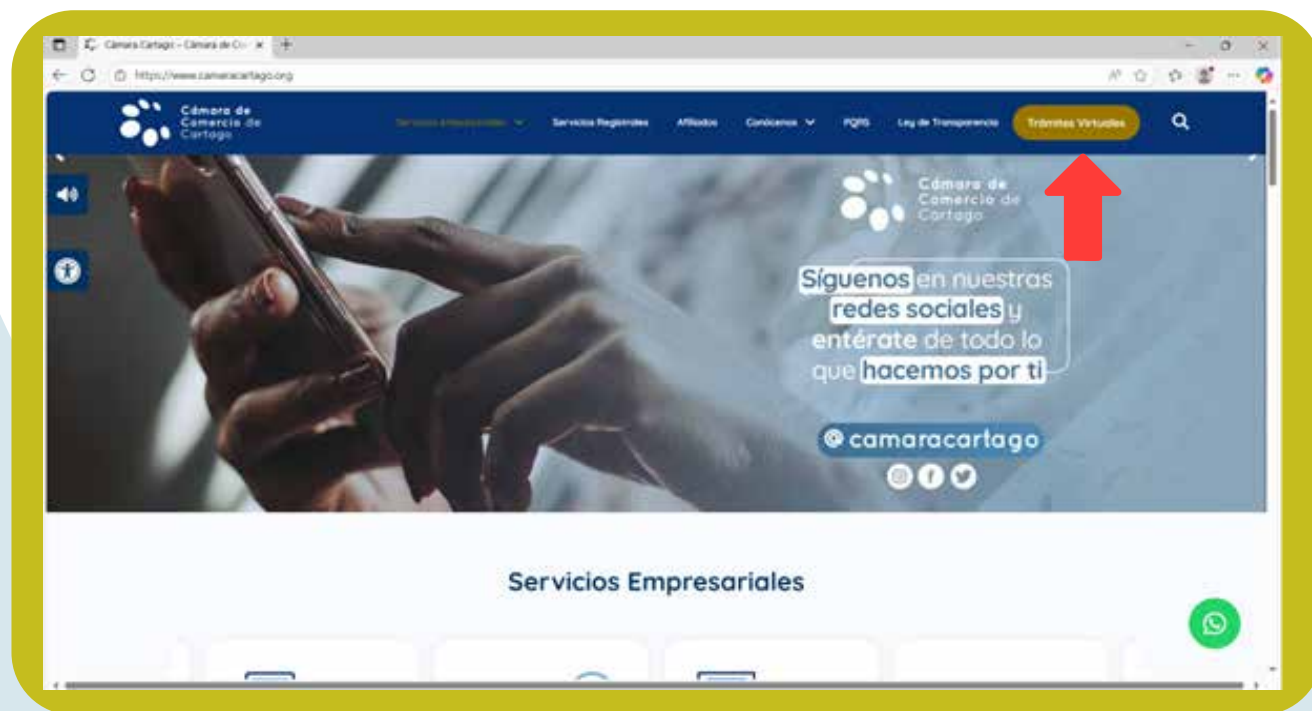 Cámara Cartago – Cámara de Co
https://www.camaracartago.org
Cámara de
Comercio de
Cartago
Servicios Empresariales
Servicios Registrales
Afiliados
Conócenos
PQRS
Ley de Transparencia
Trámites Virtuales
Cámara de
Comercio de
Cartago
Síguenos en nuestras
redes sociales y
entérate de todo lo
que hacemos por ti
@camaracartago
Servicios Empresariales